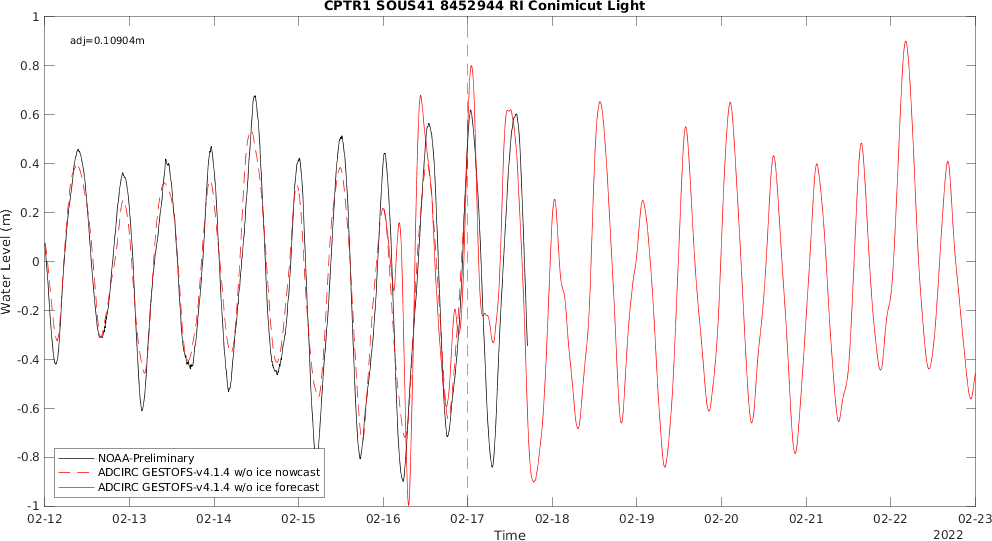 CPTR1 SOUS41 8452944 RI Conimicut Light
adj=0.10904m
1
0.8
0.6
0.4
0.2
0
-0.2
-0.4
-0.6
-0.8
-1
Water Level (m)
NOAA-Preliminary
ADCIRC GESTOFS-v4.1.4 w/o ice nowcast
ADCIRC GESTOFS-v4.1.4 w/o ice forecast
02-12 02-13 02-14 02-15 02-16 02-17 02-18 02-19 02-20 02-21 02-22 02-23
Time
2022